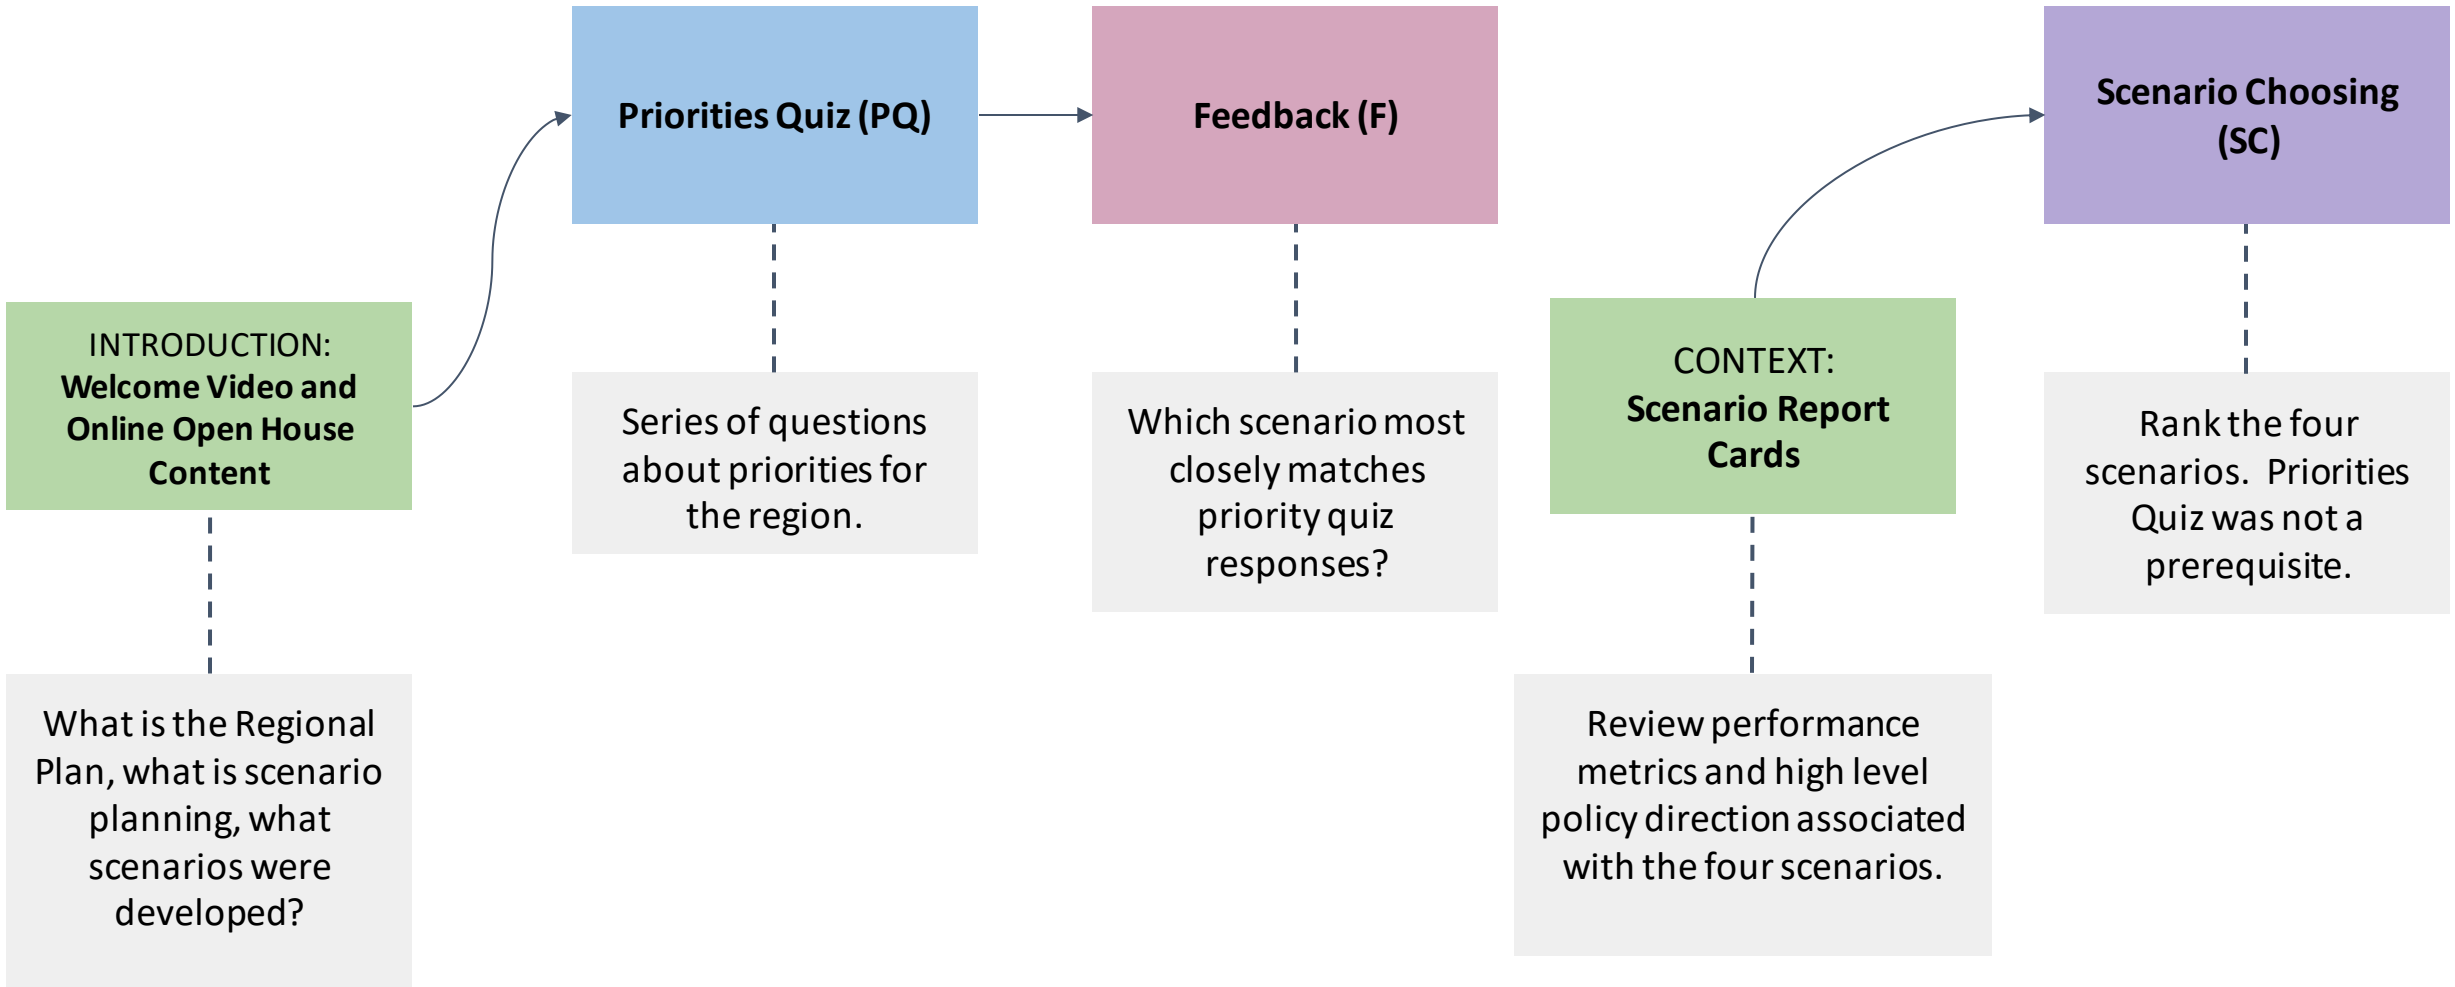 Priorities Quiz (PQ)
Feedback (F)
Scenario Choosing
(SC)
INTRODUCTION:
Welcome Video and
Online Open House
Content
Series of questions
about priorities for
the region.
Which scenario most
closely matches
priority quiz
responses?
CONTEXT:
Scenario Report
Cards
Rank the four
scenarios.  Priorities
Quiz was not a
prerequisite.
What is the Regional
Plan, what is scenario
planning, what
scenarios were
developed?
Review performance
metrics and high level
policy direction associated
with the four scenarios.